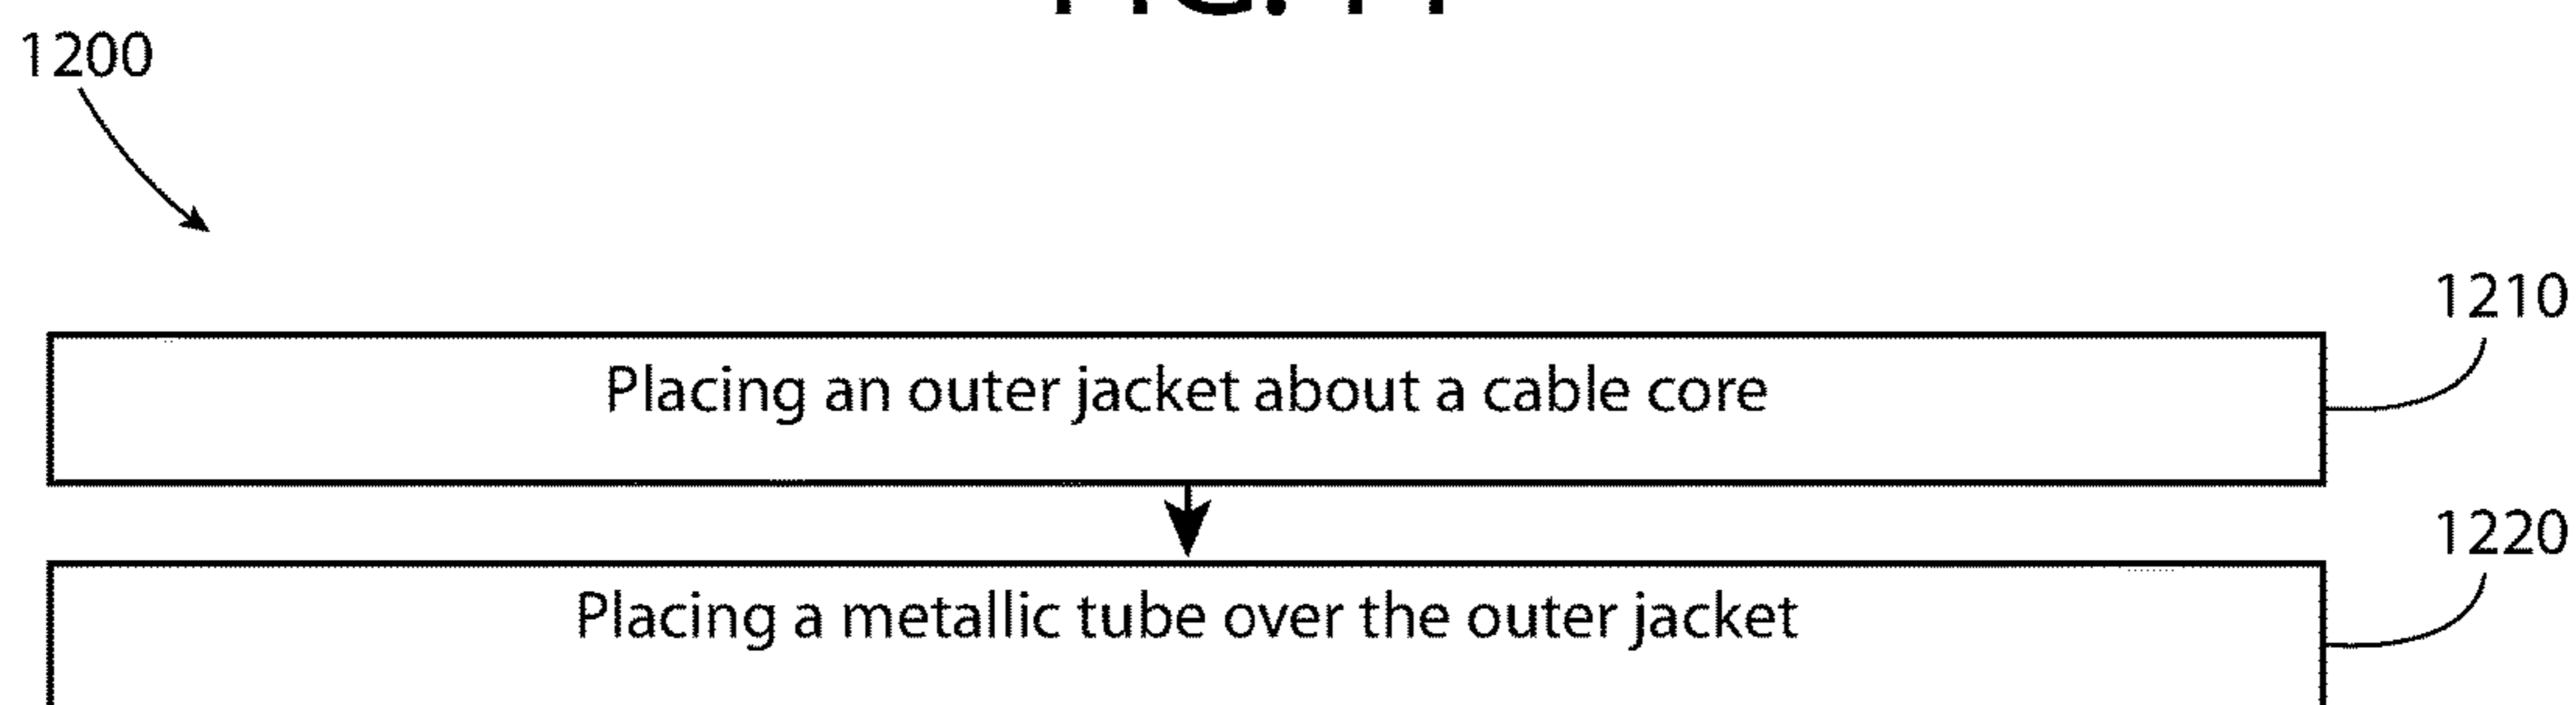 1200
1210
Placing an outer jacket about a cable core
1220
Placing a metallic tube over the outer jacket